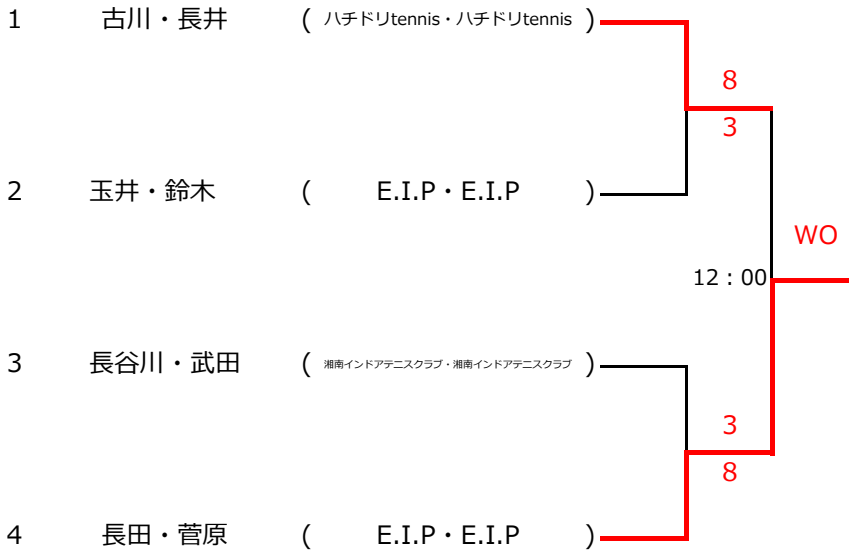 1 古川・長井 ( ハチドリtennis・ハチドリtennis )
8
3
2 玉井・鈴木 ( E.I.P・E.I.P )
WO
12：00
3 長谷川・武田 ( 湘南インドアテニスクラブ・湘南インドアテニスクラブ )
3
8
4 長田・菅原 ( E.I.P・E.I.P )